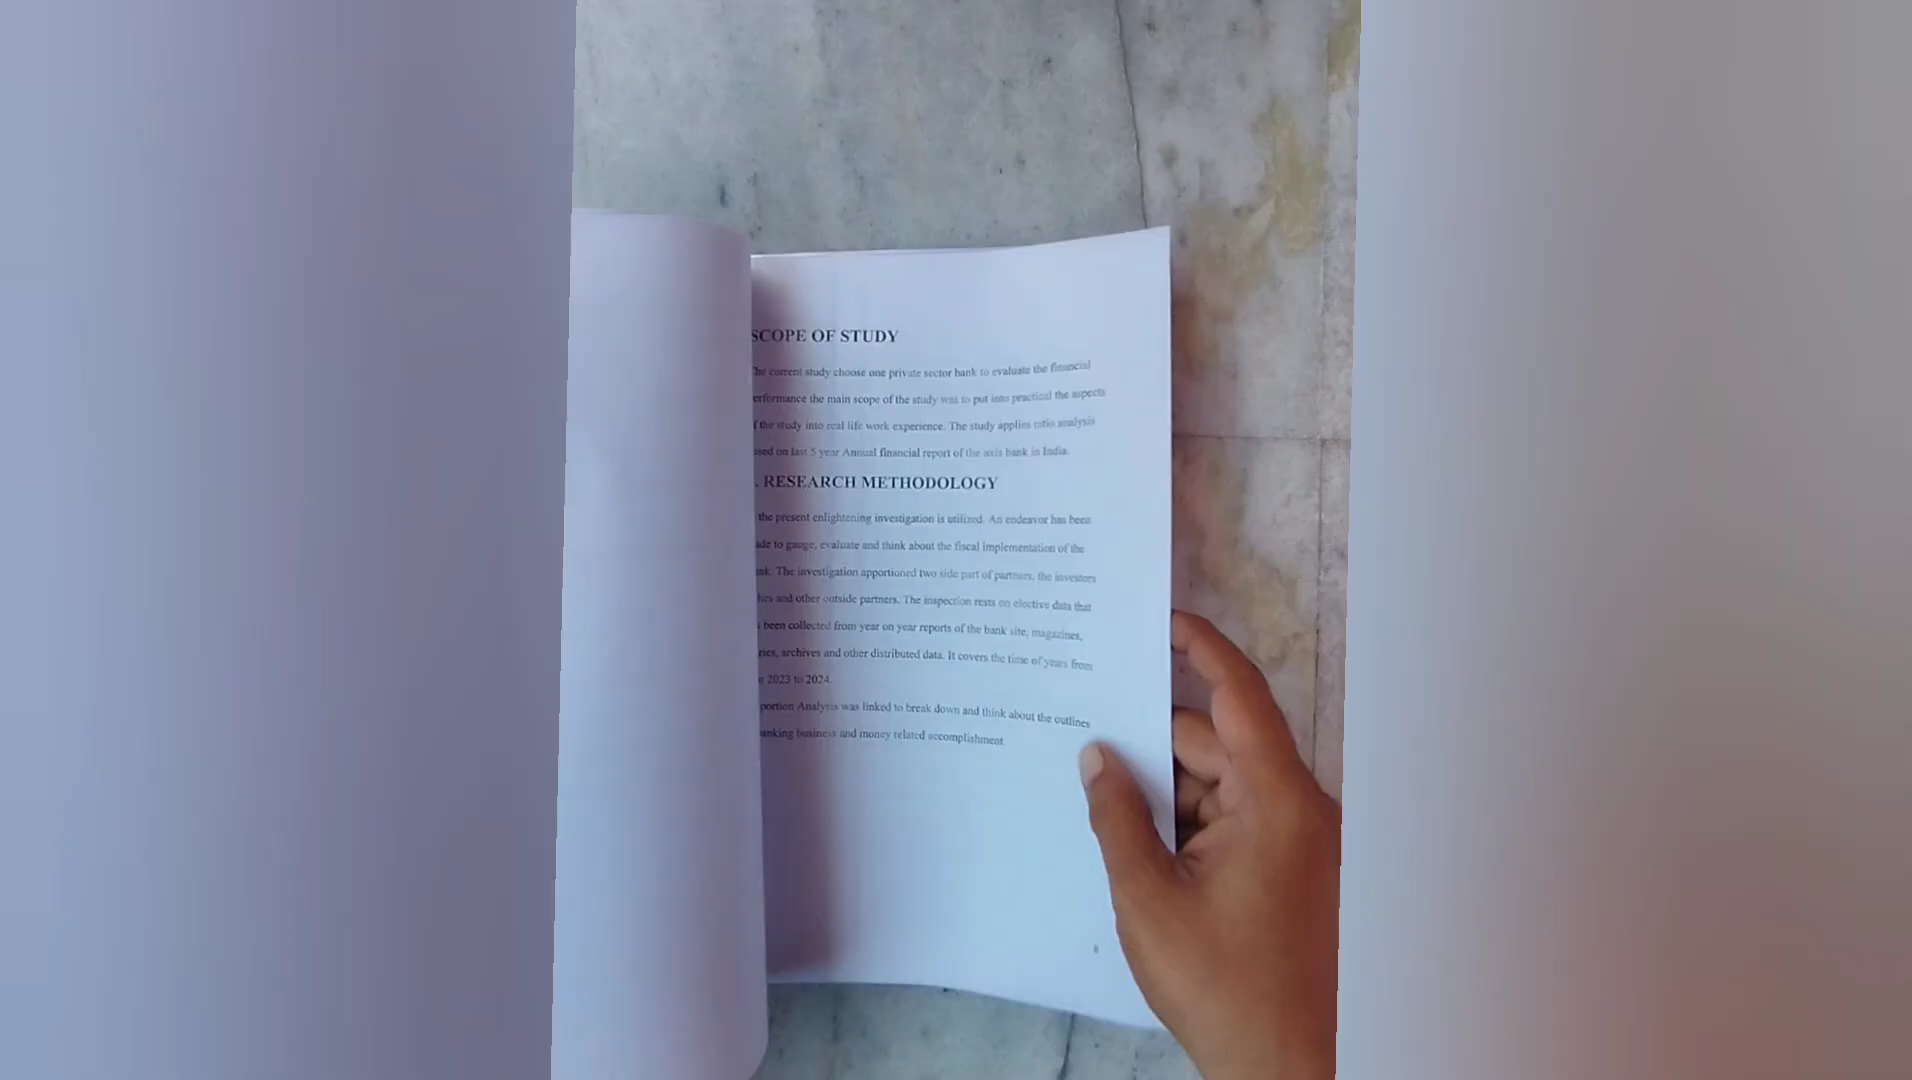 SCOPE OF STUDY
he current study choose one private sector bank to evaluate the financial
erformance the main scope of the study was to put into practical the aspects
f the study into real life work experience. The study applies ratio analysis
ased on last 5 year Annual financial report of the axis bank in India.
. RESEARCH METHODOLOGY
the present enlightening investigation is utilized. An endeavor has been
ade to gauge, evaluate and think about the fiscal implementation of the
nk. The investigation apportioned two side part of partners, the investors
and other outside partners. The inspection rests on elective data that
been collected from year on year reports of the bank site, magazines,
ries, archives and other distributed data. It covers the time of years from
e 2023 to 2024.
portion Analysis was linked to break down and think about the outlines
anking business and money related accomplishment
8